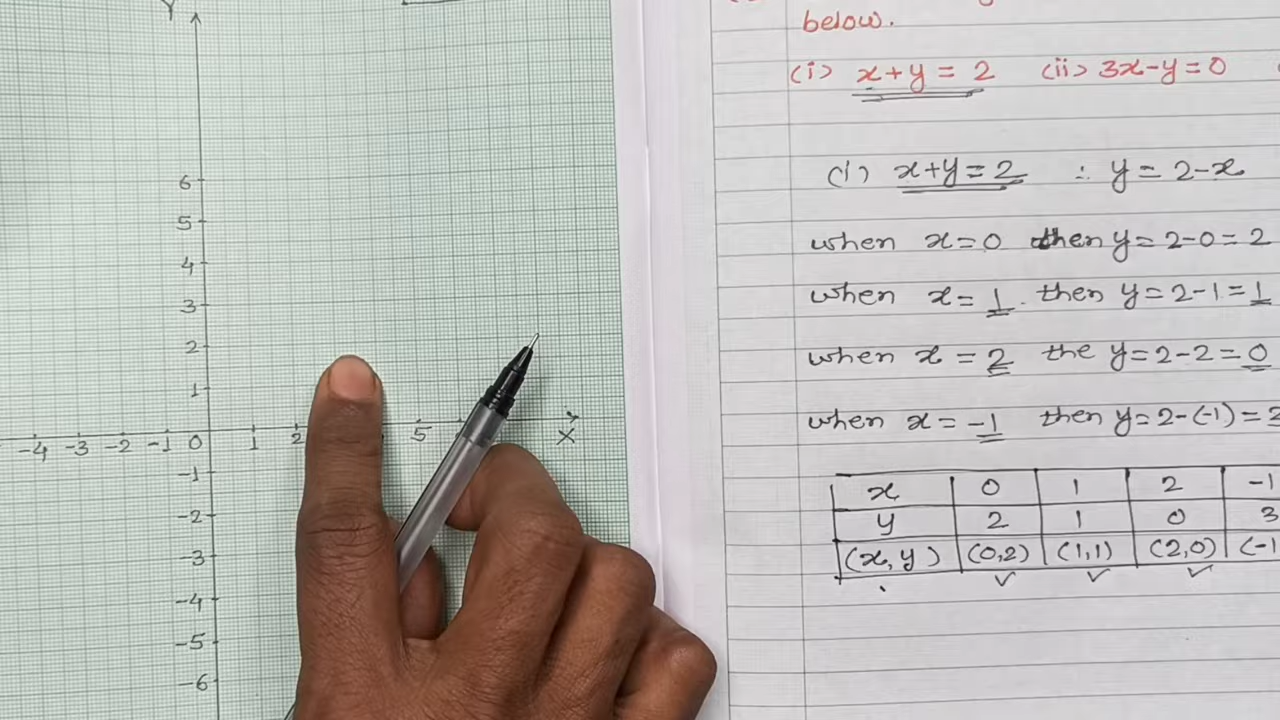 Y
6
5
4
3
2
1
-4 -3 -2 -1 0 1 2 5 X
-1
-2
-3
-4
-5
-6
below.
(i) x+y = 2 (ii) 3x-y=0
(i) x+y=2 ∴ y = 2-x
when x=0 then y=2-0=2
when x=1. then y=2-1=1
when x=2 the y=2-2=0
when x=-1 then y=2-(-1)=3
x 0 1 2 -1
y 2 1 0 3
(x,y) (0,2) (1,1) (2,0) (-1